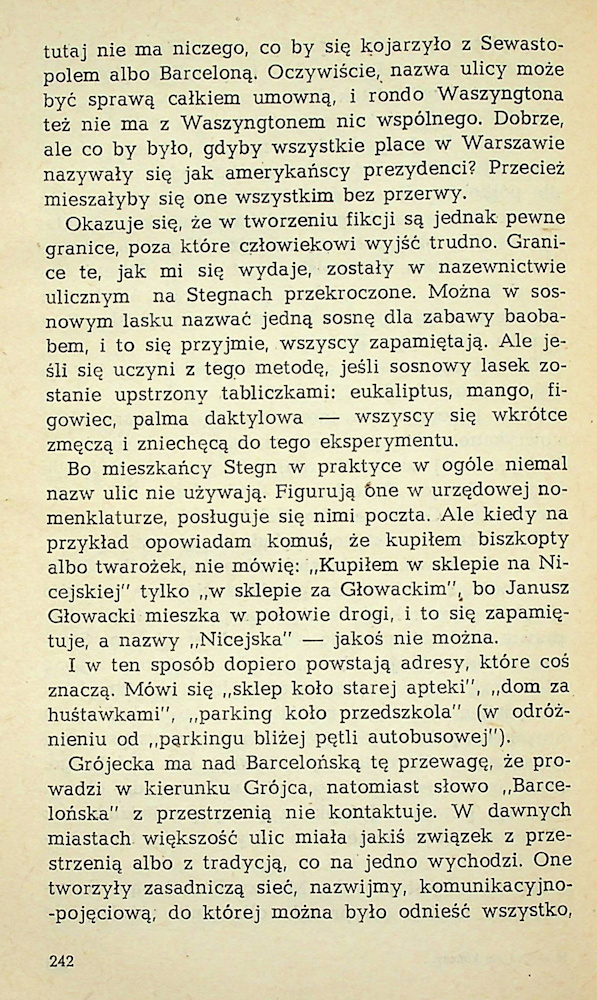 tutaj nie ma niczego, co by się kojarzyło z Sewasto-
polem albo Barceloną. Oczywiście, nazwa ulicy może
być sprawą całkiem umowną, i rondo Waszyngtona
też nie ma z Waszyngtonem nic wspólnego. Dobrze,
ale co by było, gdyby wszystkie place w Warszawie
nazywały się jak amerykańscy prezydenci? Przecież
mieszałyby się one wszystkim bez przerwy.
Okazuje się, że w tworzeniu fikcji są jednak pewne
granice, poza które człowiekowi wyjść trudno. Grani-
ce te, jak mi się wydaje, zostały w nazewnictwie
ulicznym na Stegnach przekroczone. Można w sos-
nowym lasku nazwać jedną sosnę dla zabawy baoba-
bem, i to się przyjmie, wszyscy zapamiętają. Ale je-
śli się uczyni z tego metodę, jeśli sosnowy lasek zo-
stanie upstrzony tabliczkami: eukaliptus, mango, fi-
gowiec, palma daktylowa — wszyscy się wkrótce
zmęczą i zniechęcą do tego eksperymentu.
Bo mieszkańcy Stegn w praktyce w ogóle niemal
nazw ulic nie używają. Figurują one w urzędowej no-
menklaturze, posługuje się nimi poczta. Ale kiedy na
przykład opowiadam komuś, że kupiłem biszkopty
albo twarożek, nie mówię: „Kupiłem w sklepie na Ni-
cejskiej" tylko „w sklepie za Głowackim", bo Janusz
Głowacki mieszka w połowie drogi, i to się zapamię-
tuje, a nazwy „Nicejska" — jakoś nie można.
I w ten sposób dopiero powstają adresy, które coś
znaczą. Mówi się „sklep koło starej apteki", „dom za
huśtawkami", „parking koło przedszkola" (w odróż-
nieniu od „parkingu bliżej pętli autobusowej").
Grójecka ma nad Barcelońską tę przewagę, że pro-
wadzi w kierunku Grójca, natomiast słowo „Barce-
lońska" z przestrzenią nie kontaktuje. W dawnych
miastach większość ulic miała jakiś związek z prze-
strzenią albo z tradycją, co na jedno wychodzi. One
tworzyły zasadniczą sieć, nazwijmy, komunikacyjno-
-pojęciową, do której można było odnieść wszystko,
242